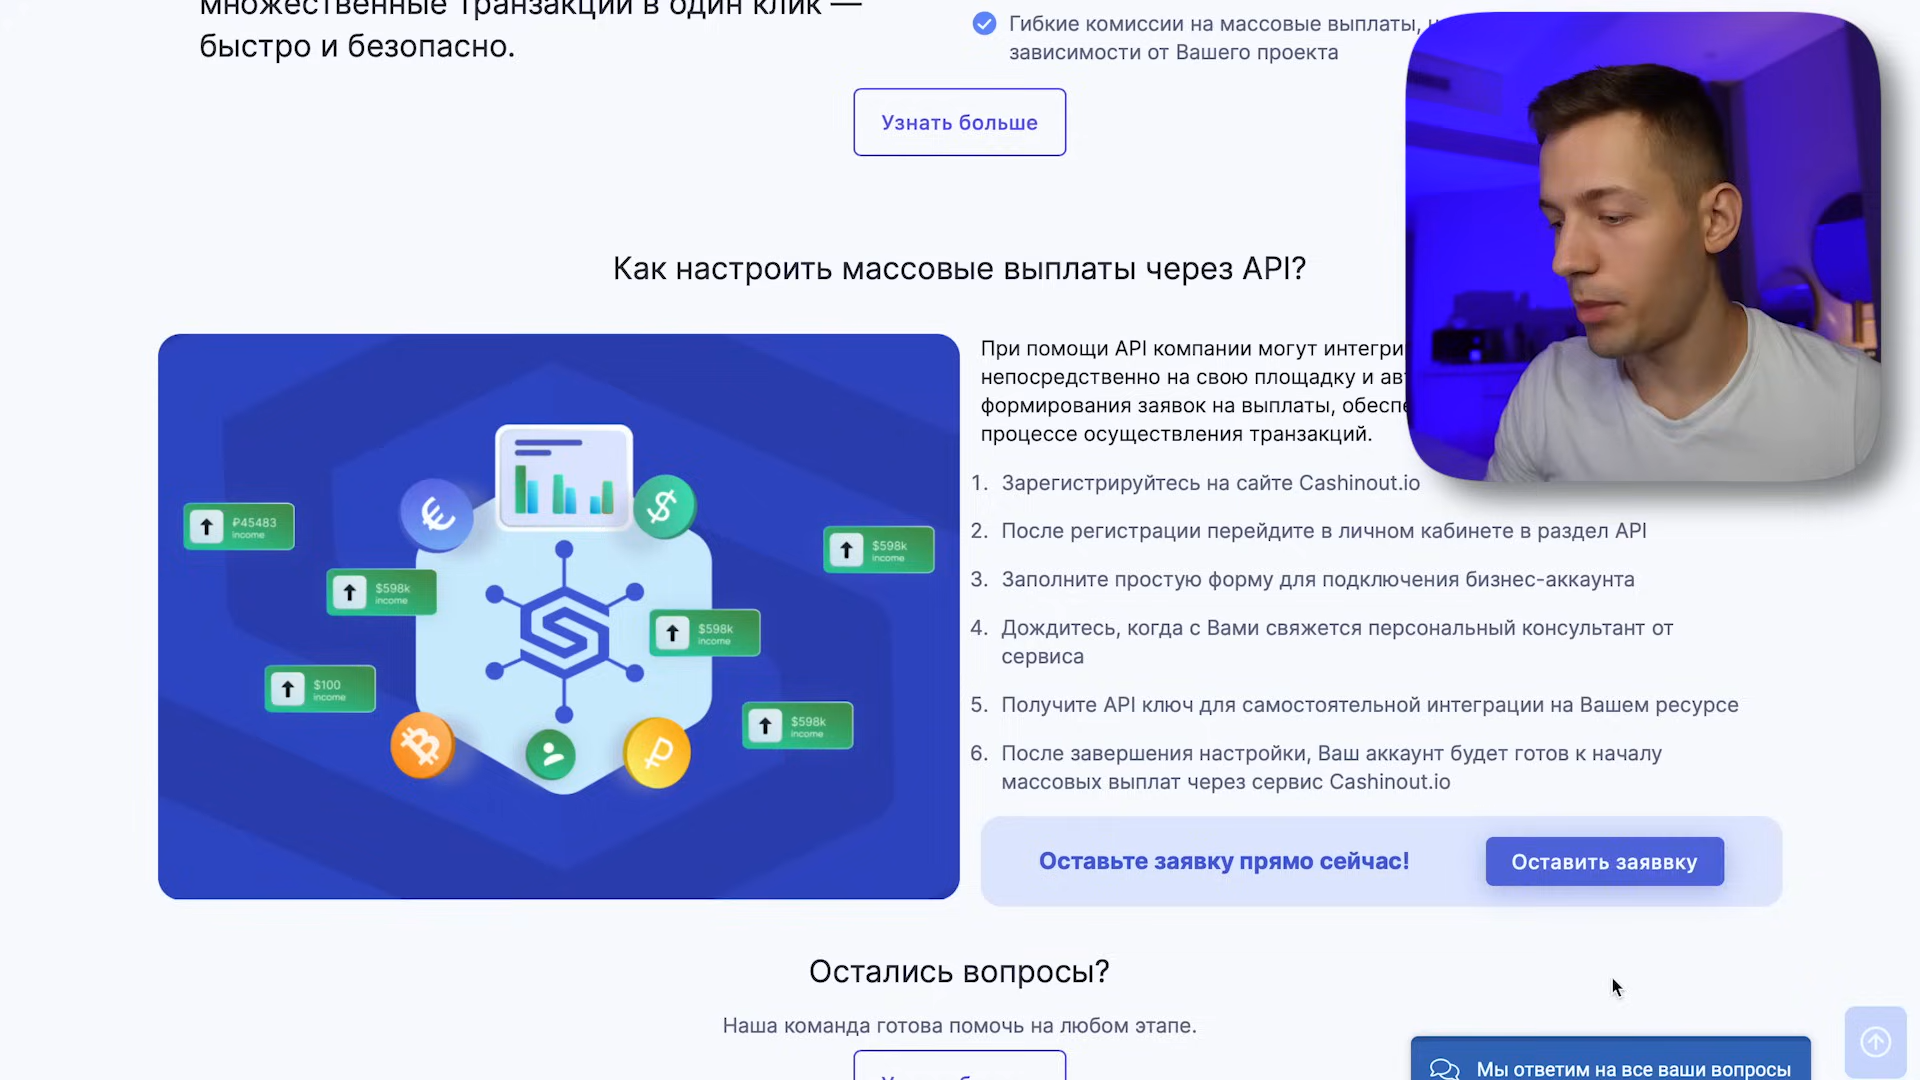 множественные транзакции в один клик —
быстро и безопасно.
Гибкие комиссии на массовые выплаты,
зависимости от Вашего проекта
Узнать больше
Как настроить массовые выплаты через API?
₽45483
income
$598k
income
$598k
income
$598k
income
$100
income
$598k
income
При помощи API компании могут
непосредственно на свою площадку и
формирования заявок на выплаты,
процессе осуществления транзакций.
1. Зарегистрируйтесь на сайте Cashinout.io
2. После регистрации перейдите в личном кабинете в раздел API
3. Заполните простую форму для подключения бизнес-аккаунта
4. Дождитесь, когда с Вами свяжется персональный консультант от
сервиса
5. Получите API ключ для самостоятельной интеграции на Вашем ресурсе
6. После завершения настройки, Ваш аккаунт будет готов к началу
массовых выплат через сервис Cashinout.io
Оставьте заявку прямо сейчас!
Оставить заяввку
Остались вопросы?
Наша команда готова помочь на любом этапе.
Мы ответим на все ваши вопросы